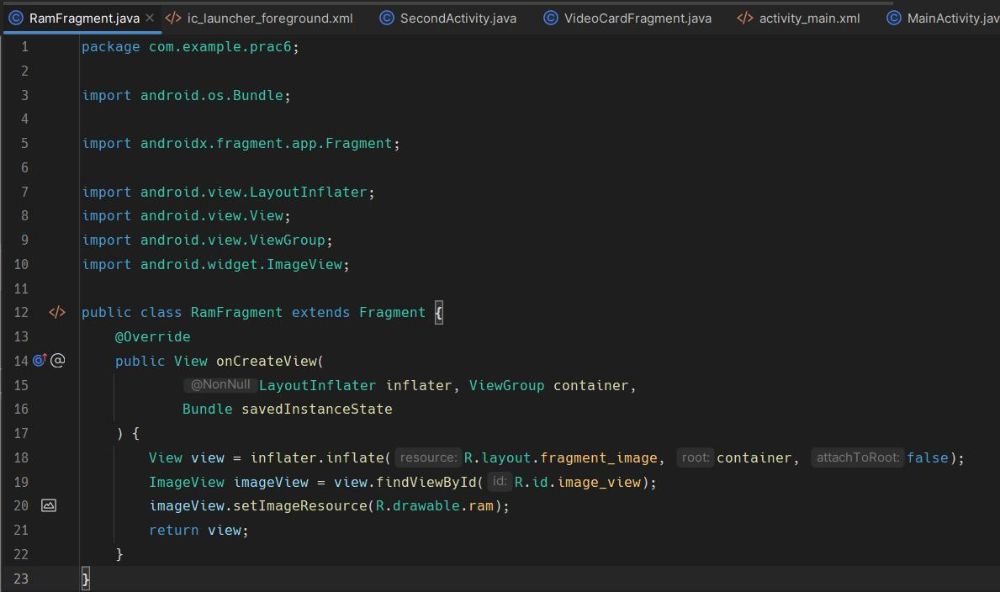 RamFragment.java × </> ic_launcher_foreground.xml © SecondActivity.java © VideoCardFragment.java </> activity_main.xml © MainActivity.jav
1 package com.example.prac6;
2
3 import android.os.Bundle;
4
5 import androidx.fragment.app.Fragment;
6
7 import android.view.LayoutInflater;
8 import android.view.View;
9 import android.view.ViewGroup;
10 import android.widget.ImageView;
11
12 </> public class RamFragment extends Fragment {
13 @Override
14 @ public View onCreateView(
15 @NonNull LayoutInflater inflater, ViewGroup container,
16 Bundle savedInstanceState
17 ) {
18 View view = inflater.inflate( resource: R.layout.fragment_image, root: container, attachToRoot: false);
19 ImageView imageView = view.findViewById( id: R.id.image_view);
20 imageView.setImageResource(R.drawable.ram);
21 return view;
22 }
23 }